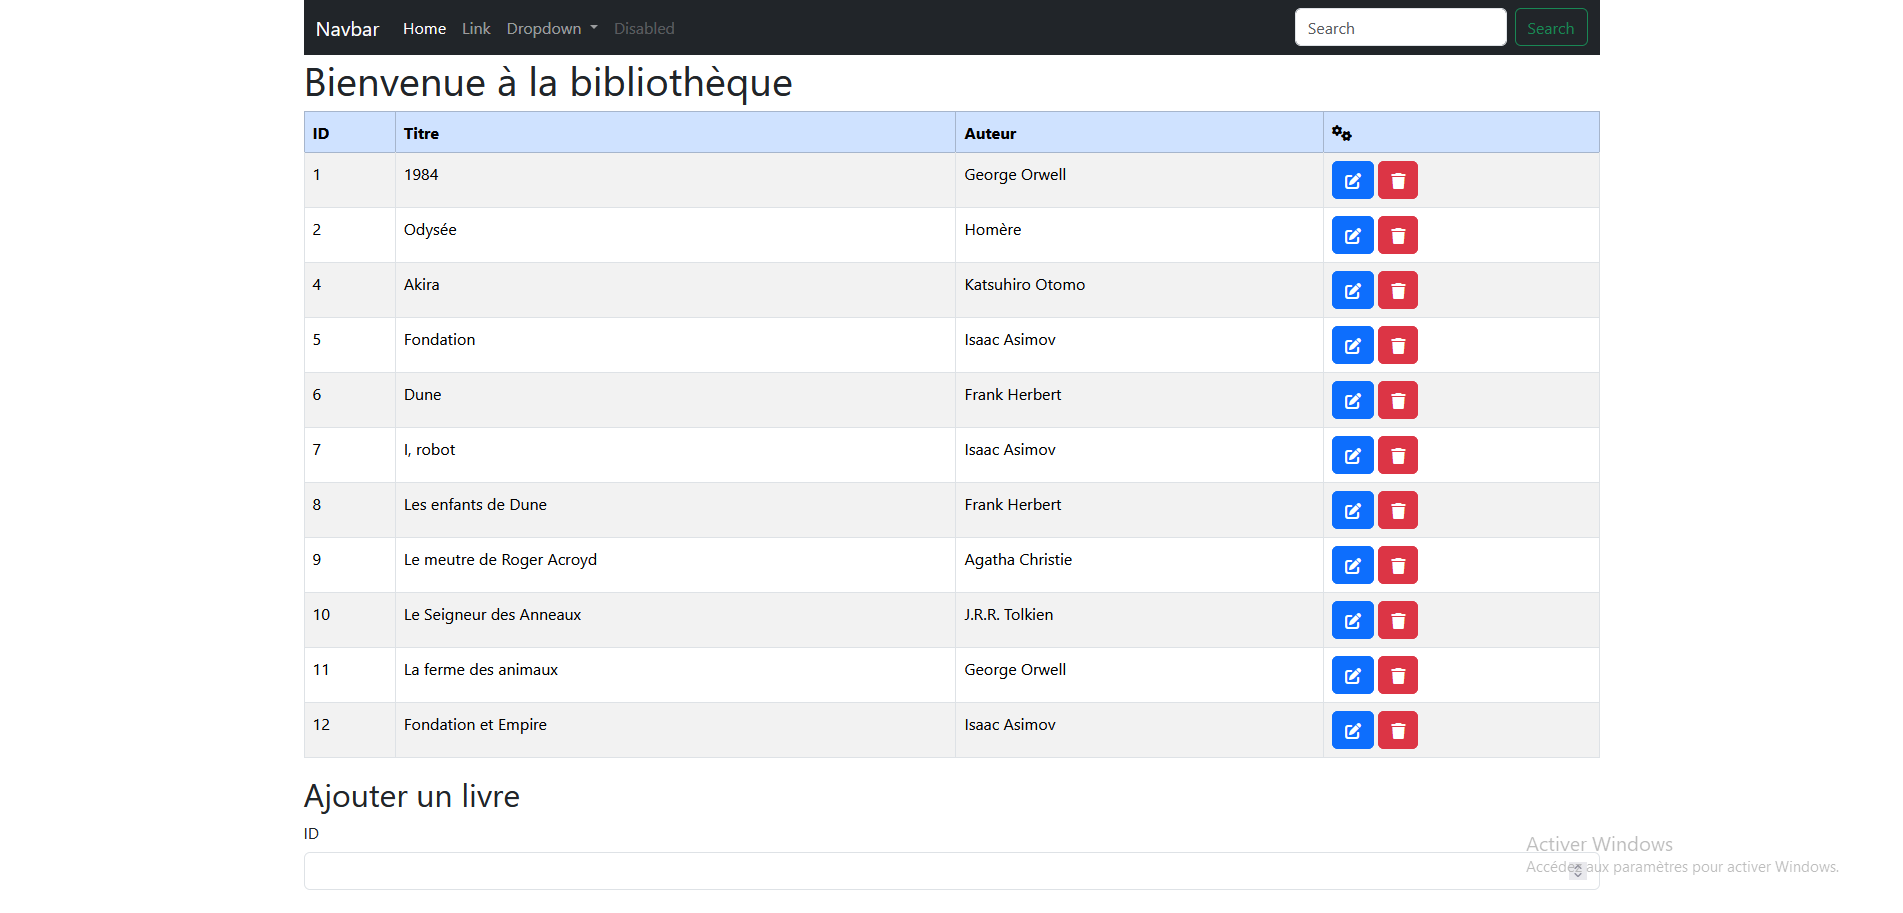 Navbar Home Link Dropdown Disabled Search Search
Bienvenue à la bibliothèque
ID Titre Auteur
1 1984 George Orwell
2 Odysée Homère
4 Akira Katsuhiro Otomo
5 Fondation Isaac Asimov
6 Dune Frank Herbert
7 I, robot Isaac Asimov
8 Les enfants de Dune Frank Herbert
9 Le meutre de Roger Acroyd Agatha Christie
10 Le Seigneur des Anneaux J.R.R. Tolkien
11 La ferme des animaux George Orwell
12 Fondation et Empire Isaac Asimov
Ajouter un livre
ID
Activer Windows
Accédez aux paramètres pour activer Windows.